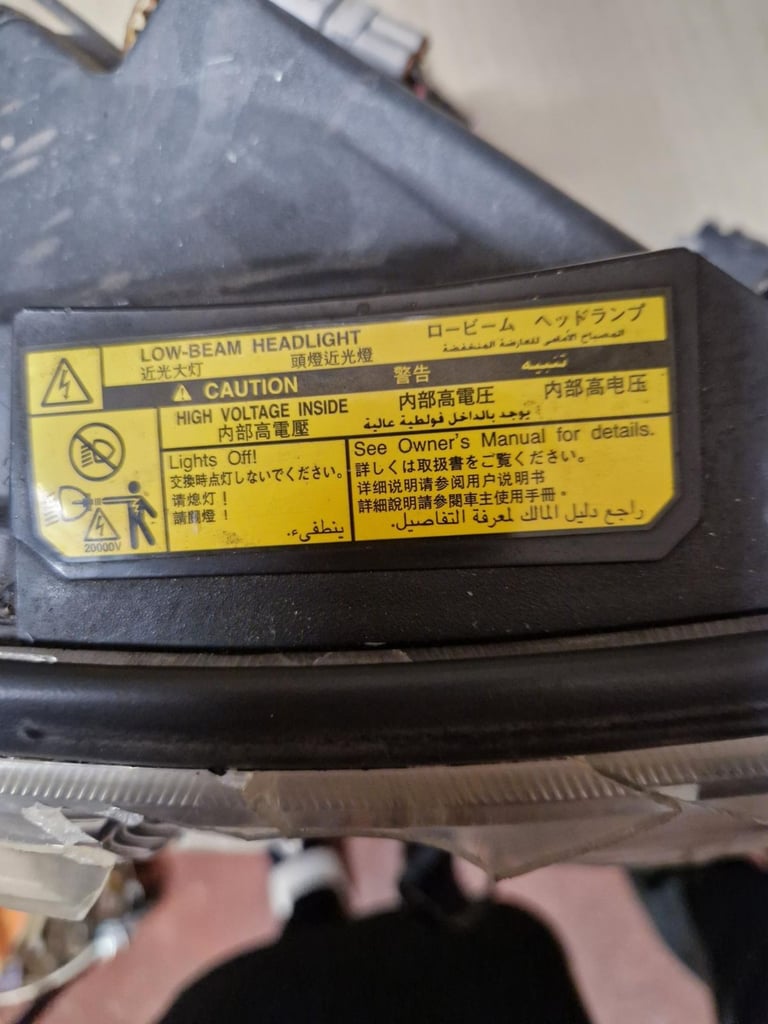 LOW-BEAM HEADLIGHT
ロービーム ヘッドランプ
近光大灯 頭燈近光燈
المصباح الأمامي للعارضة المنخفضة
CAUTION 警告 تنبيه
HIGH VOLTAGE INSIDE 内部高電圧 内部高电压
内部高電壓 يوجد بالداخل فولطية عالية
Lights Off!
交換時点灯しないでください。
请熄灯！
請關燈！
ينطفىء.
See Owner's Manual for details.
詳しくは取扱書をご覧ください。
详细说明请参阅用户说明书
詳細說明請參閱車主使用手冊。
راجع دليل المالك لمعرفة التفاصيل.
20000V